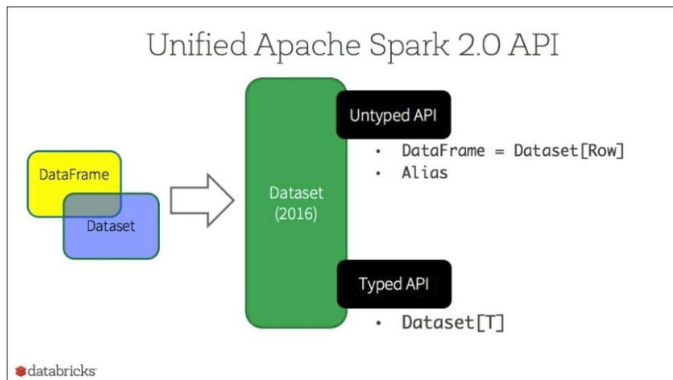 Unified Apache Spark 2.0 API
Untyped API
• DataFrame = Dataset[Row]
• Alias
DataFrame
Dataset
Dataset
(2016)
Typed API
• Dataset[T]
databricks